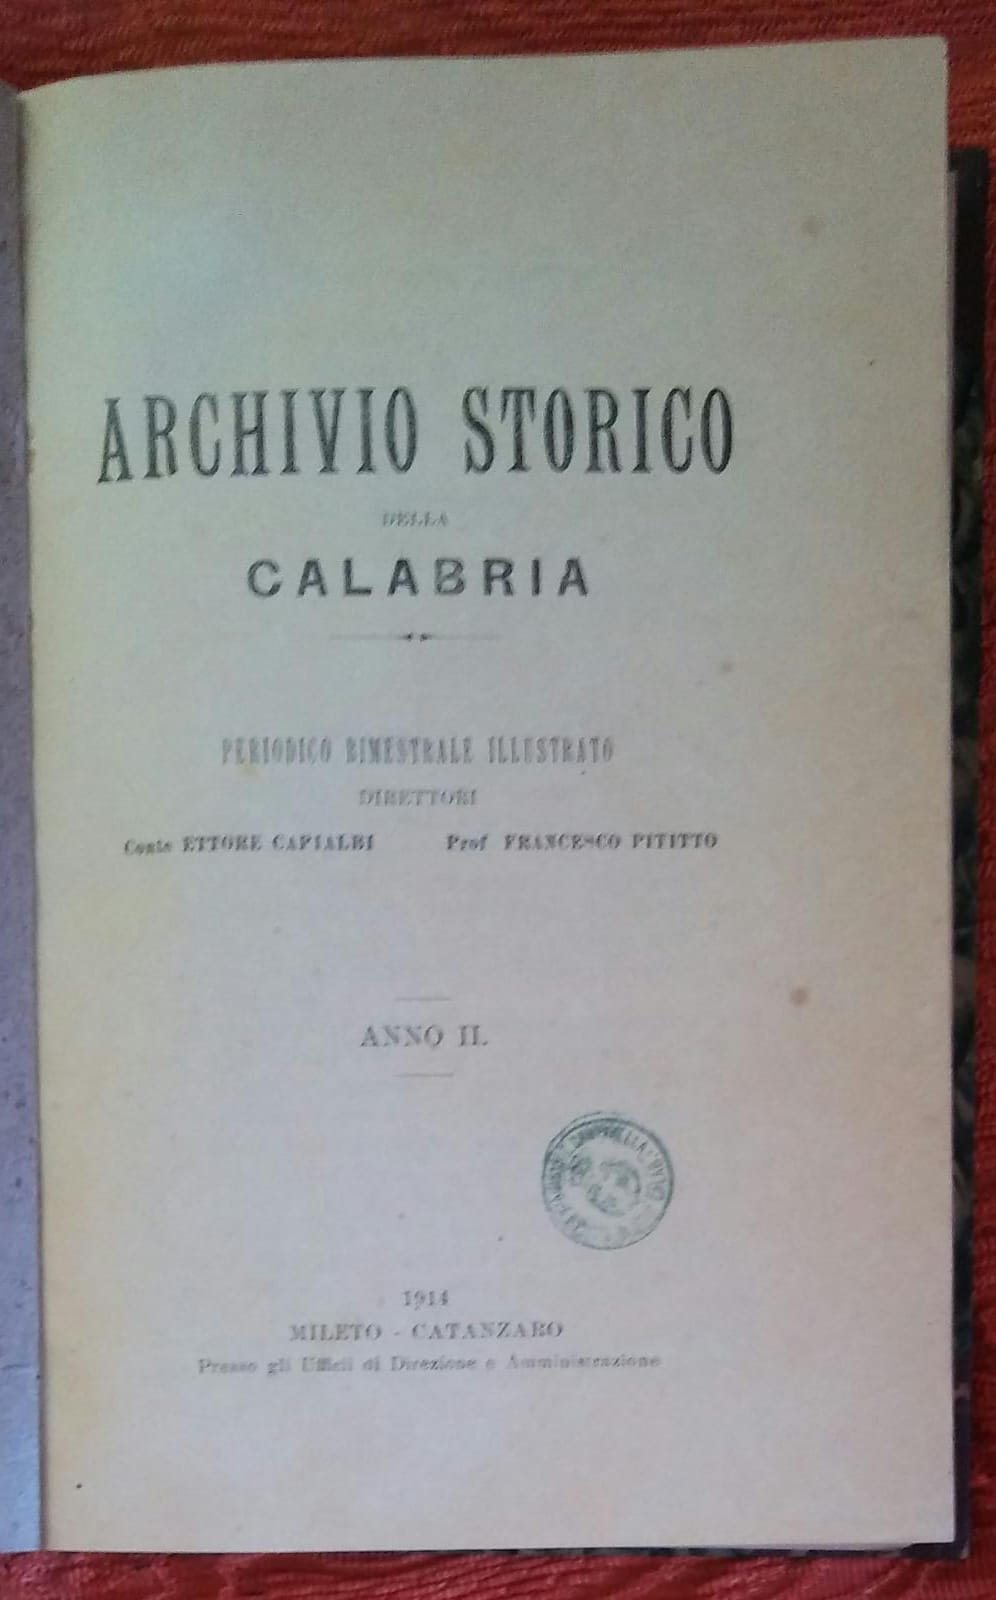 ARCHIVIO STORICO
DELLA
CALABRIA
PERIODICO BIMESTRALE ILLUSTRATO
DIRETTORI
Conte ETTORE CAPIALBI Prof FRANCESCO PITITTO
ANNO II.
1914
MILETO - CATANZARO
Presso gli Ufficii di Direzione e Amministrazione